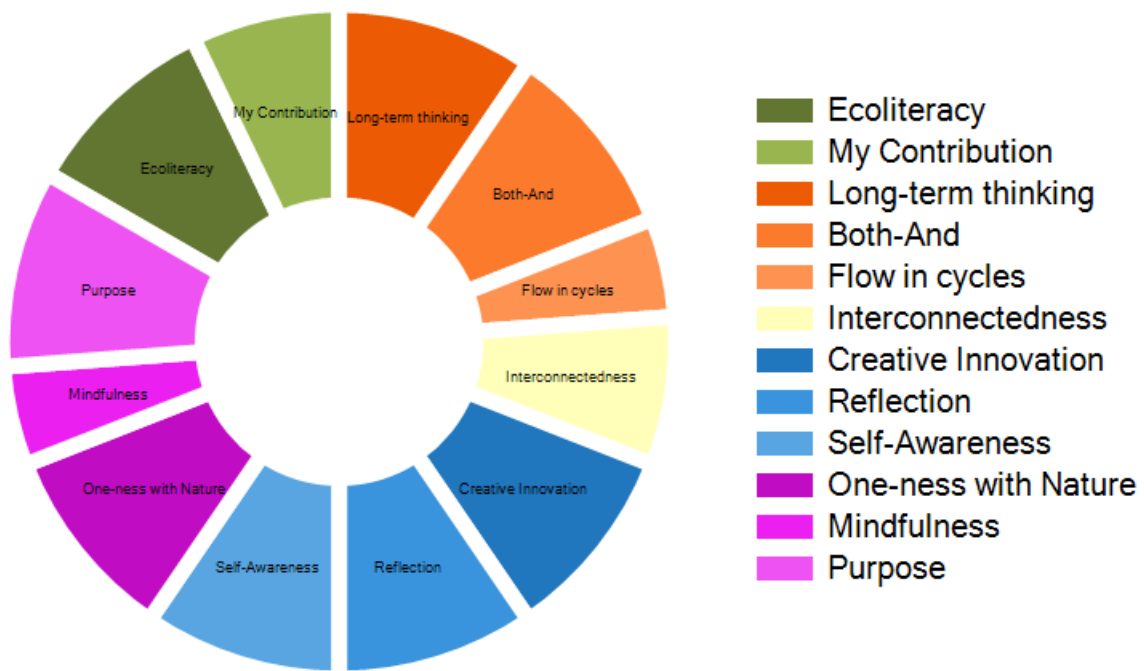 My Contribution
Long-term thinking
Ecoliteracy
Both-And
Purpose
Flow in cycles
Interconnectedness
Mindfulness
One-ness with Nature
Creative Innovation
Self-Awareness
Reflection
Ecoliteracy
My Contribution
Long-term thinking
Both-And
Flow in cycles
Interconnectedness
Creative Innovation
Reflection
Self-Awareness
One-ness with Nature
Mindfulness
Purpose